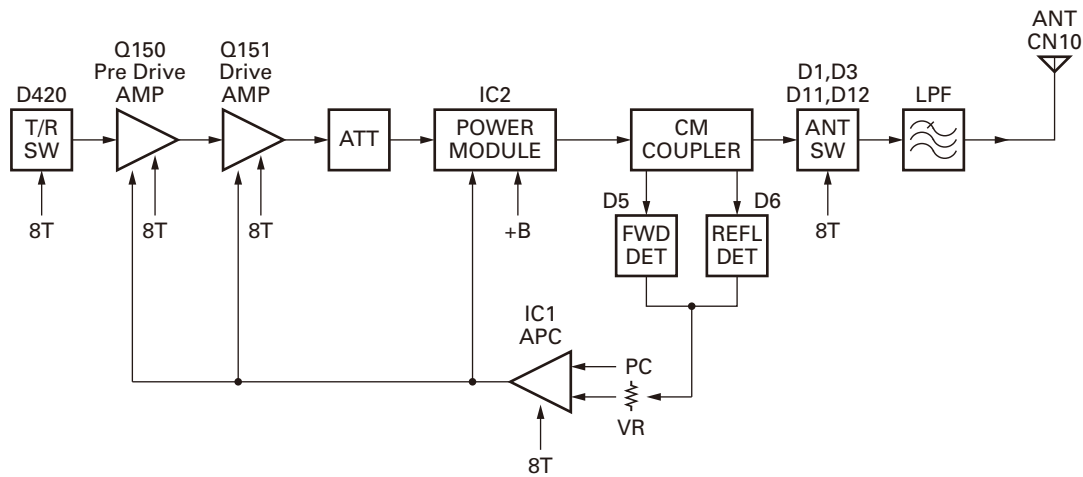 ANT
CN10
Q150
Pre Drive
AMP
Q151
Drive
AMP
D420
T/R
SW
ATT
IC2
POWER
MODULE
CM
COUPLER
D1,D3
D11,D12
ANT
SW
LPF
8T
8T
8T
+B
D5
FWD
DET
D6
REFL
DET
8T
IC1
APC
PC
VR
8T